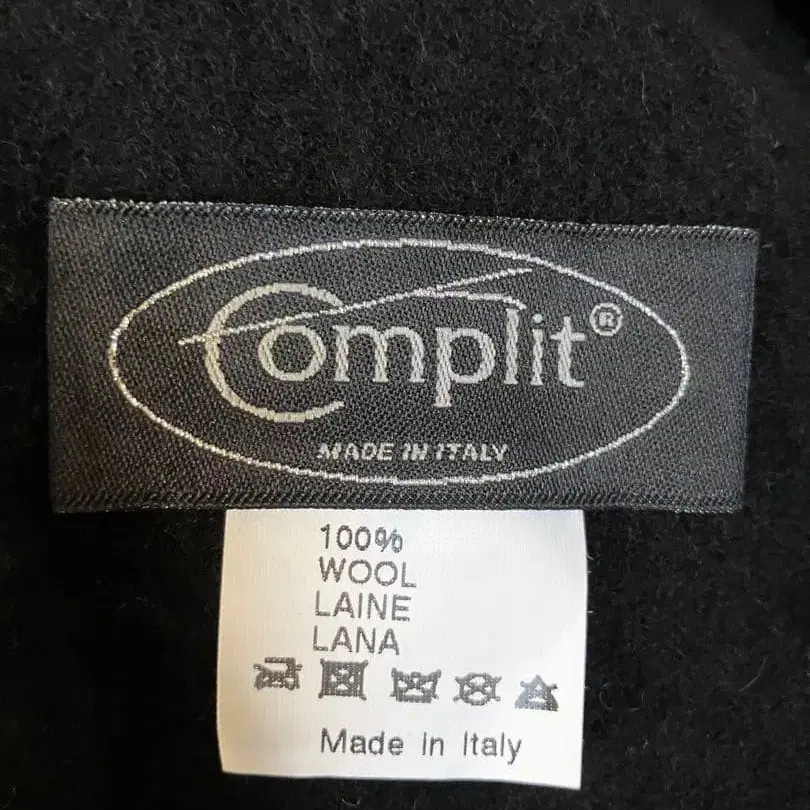 Complit®
MADE IN ITALY
100%
WOOL
LAINE
LANA
Made in Italy